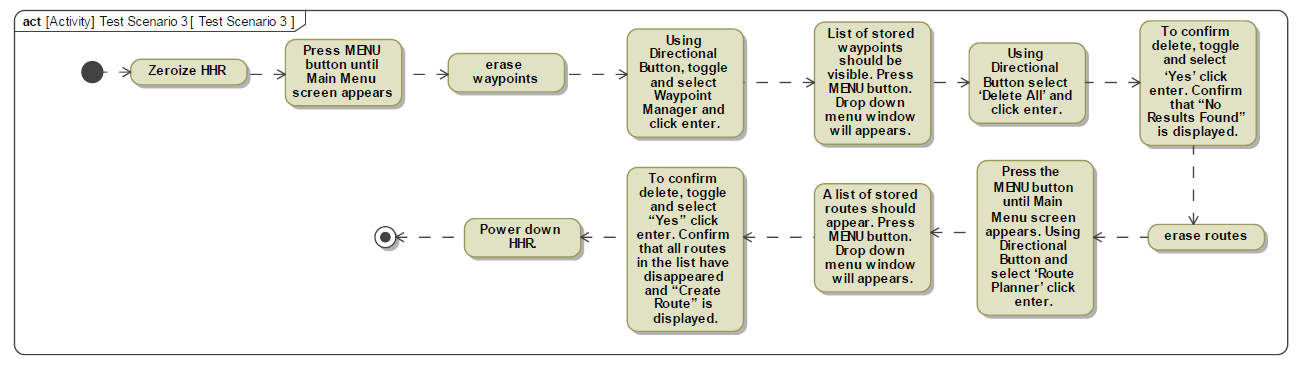 act [Activity] Test Scenario 3 [ Test Scenario 3 ]
Zeroize HHR
Press MENU
button until
Main Menu
screen appears
erase
waypoints
Using
Directional
Button, toggle
and select
Waypoint
Manager and
click enter.
List of stored
waypoints
should be
visible. Press
MENU button.
Drop down
menu window
will appears.
Using
Directional
Button select
‘Delete All’ and
click enter.
To confirm
delete, toggle
and select
‘Yes’ click
enter. Confirm
that “No
Results Found”
is displayed.
erase routes
Press the
MENU button
until Main
Menu screen
appears. Using
Directional
Button and
select ‘Route
Planner’ click
enter.
A list of stored
routes should
appear. Press
MENU button.
Drop down
menu window
will appears.
To confirm
delete, toggle
and select
“Yes” click
enter. Confirm
that all routes
in the list have
disappeared
and “Create
Route” is
displayed.
Power down
HHR.